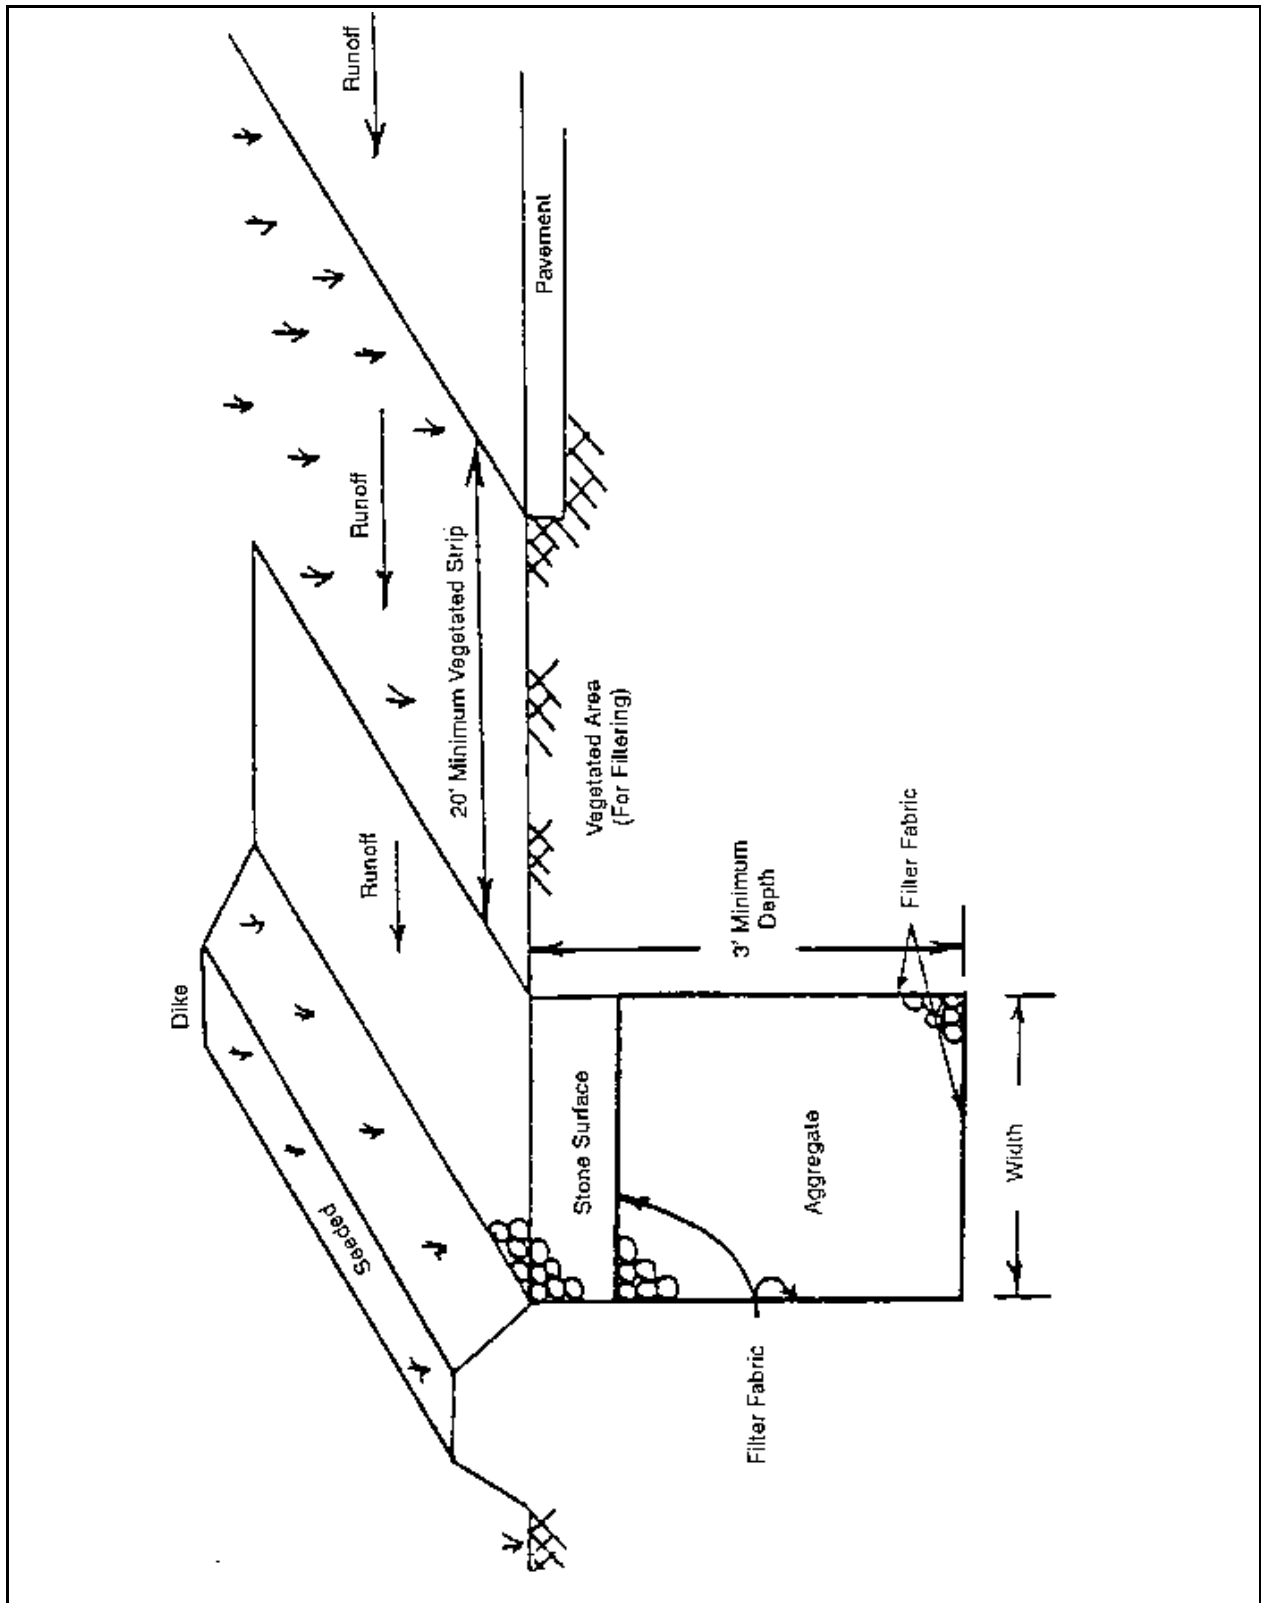 Runoff
Pavement
Runoff
20' Minimum Vegetated Strip
Vegetated Area
(For Filtering)
Runoff
Dike
Seeded
3' Minimum
Depth
Filter Fabric
Stone Surface
Aggregate
Width
Filter Fabric